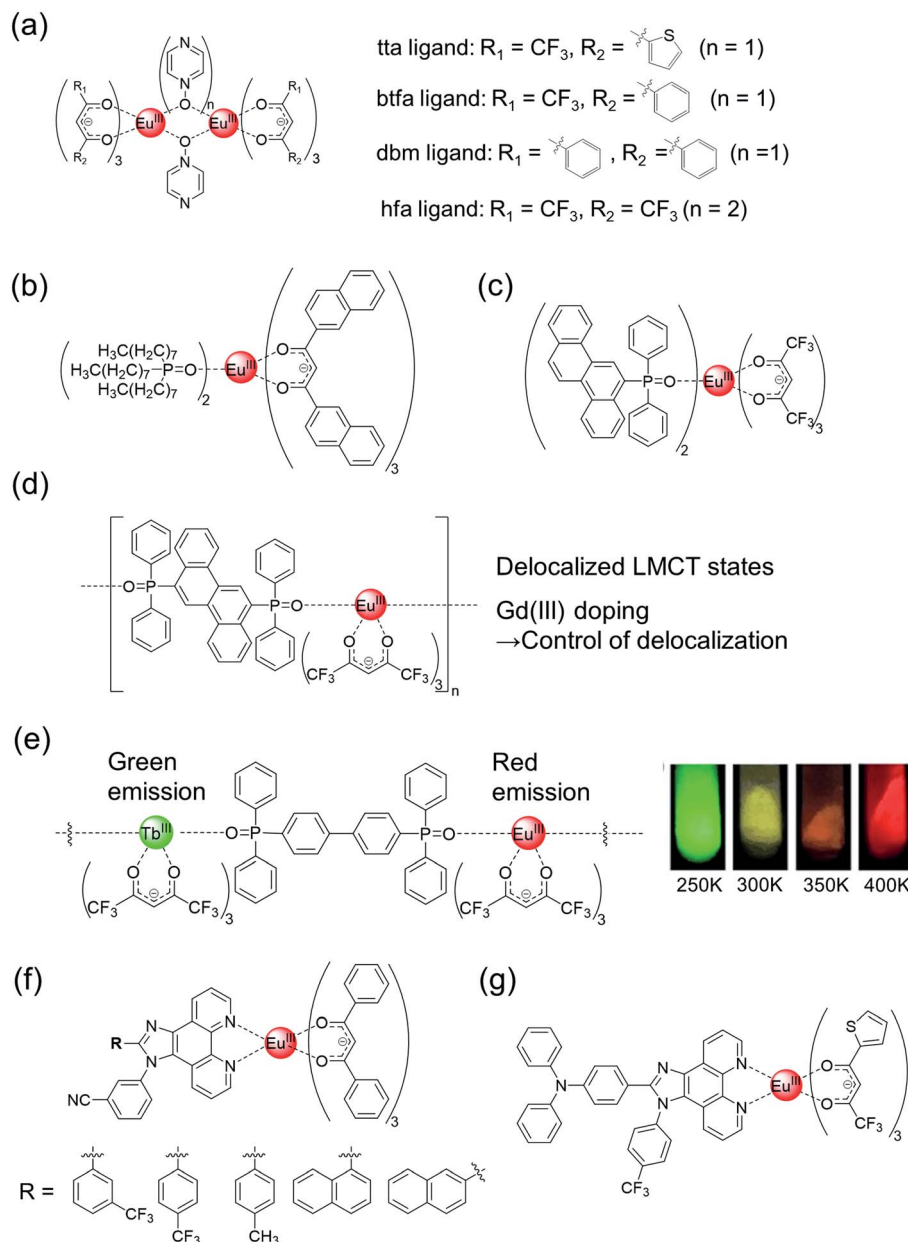 (a)
N
N
O
n
R1
O
O
R2
3
EuIII
EuIII
R1
O
O
R2
3
O
N
N
tta ligand: R1 = CF3, R2 = S (n = 1)
btfa ligand: R1 = CF3, R2 = (n = 1)
dbm ligand: R1 = , R2 = (n =1)
hfa ligand: R1 = CF3, R2 = CF3 (n = 2)
(b)
H3C(H2C)7
H3C(H2C)7-P=O
H3C(H2C)7
2
EuIII
O
O
3
(c)
P=O
2
EuIII
O
O
CF3
CF3
3
(d)
O=P
P=O
EuIII
O O
CF3 CF3
3
n
Delocalized LMCT states
Gd(III) doping
→Control of delocalization
(e)
Green
emission
Red
emission
TbIII
O=P
P=O
EuIII
O O
CF3 CF3
3
O O
CF3 CF3
3
250K 300K 350K 400K
(f)
R
N
N
N
N
NC
EuIII
O
O
3
R =
CF3
CF3
CH3
(g)
N
N
N
N
N
CF3
EuIII
S
O
O
CF3
3